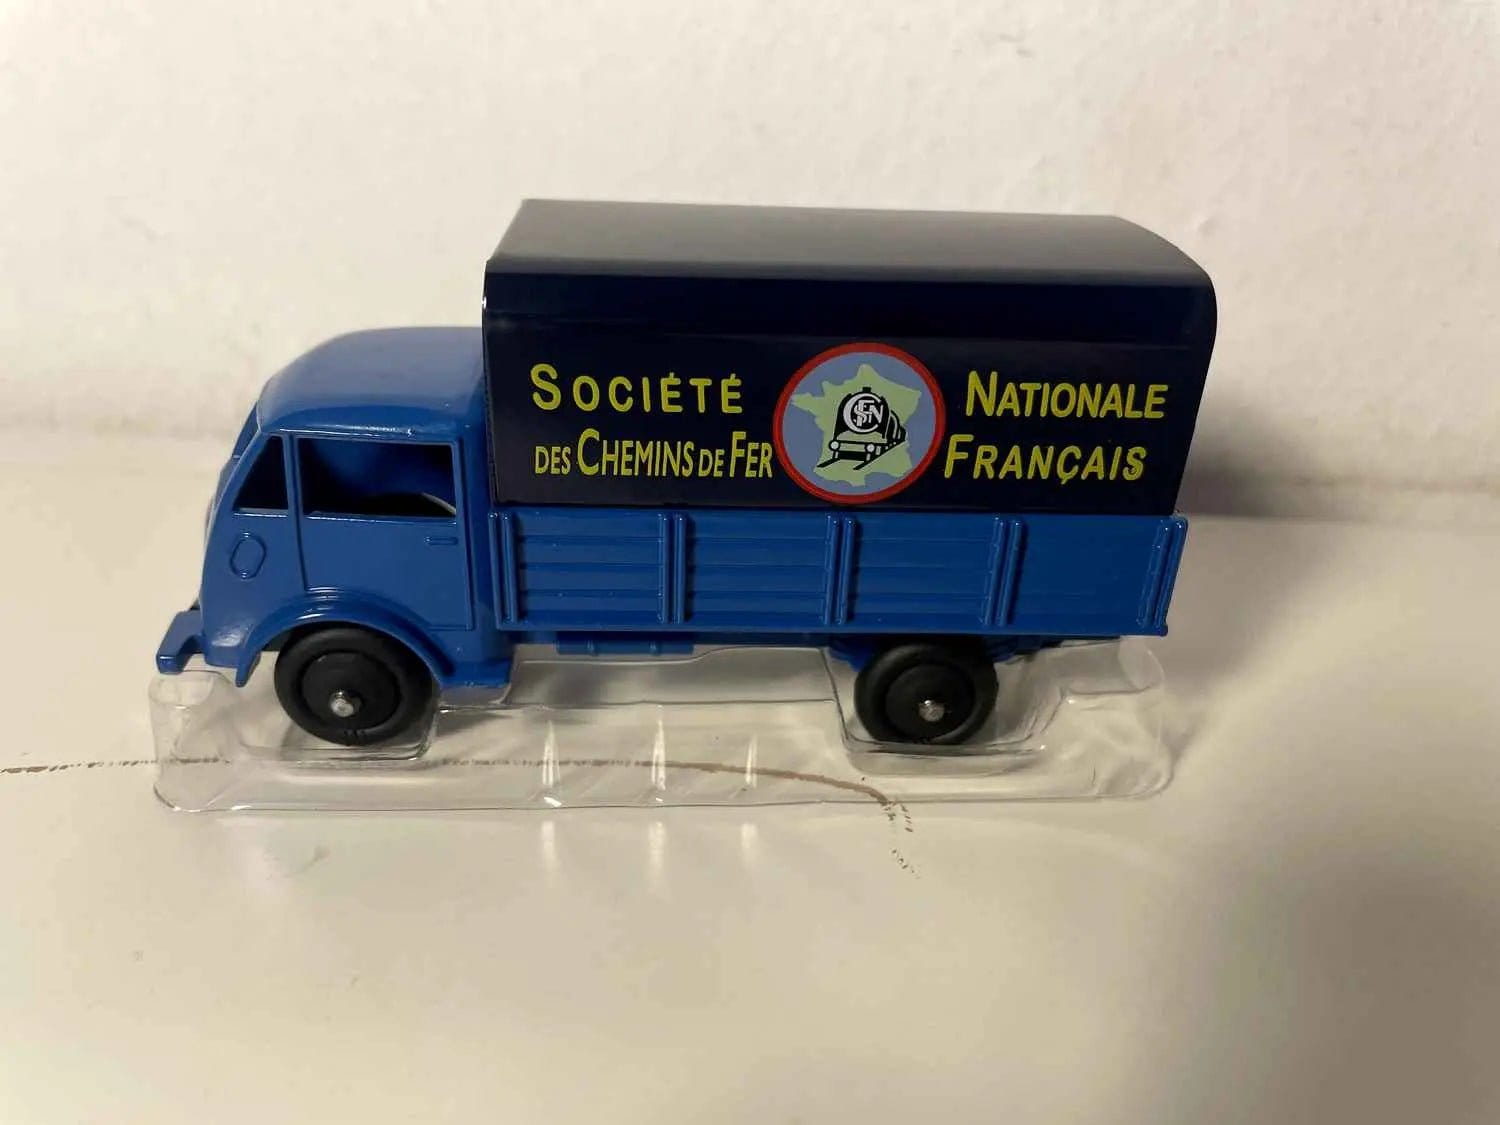 SOCIÉTÉ NATIONALE
DES CHEMINS DE FER FRANÇAIS
SNCF